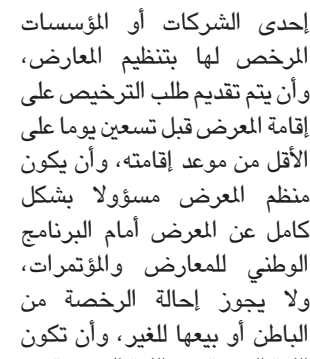 إحدى الشركات أو المؤسسات
المرخص لها بتنظيم المعارض،
وأن يتم تقديم طلب الترخيص على
إقامة المعرض قبل تسعين يوما على
الأقل من موعد إقامته، وأن يكون
منظم المعرض مسؤولا بشكل
كامل عن المعرض أمام البرنامج
الوطني للمعارض والمؤتمرات،
ولا يجوز إحالة الرخصة من
الباطن أو بيعها للغير، وأن تكون